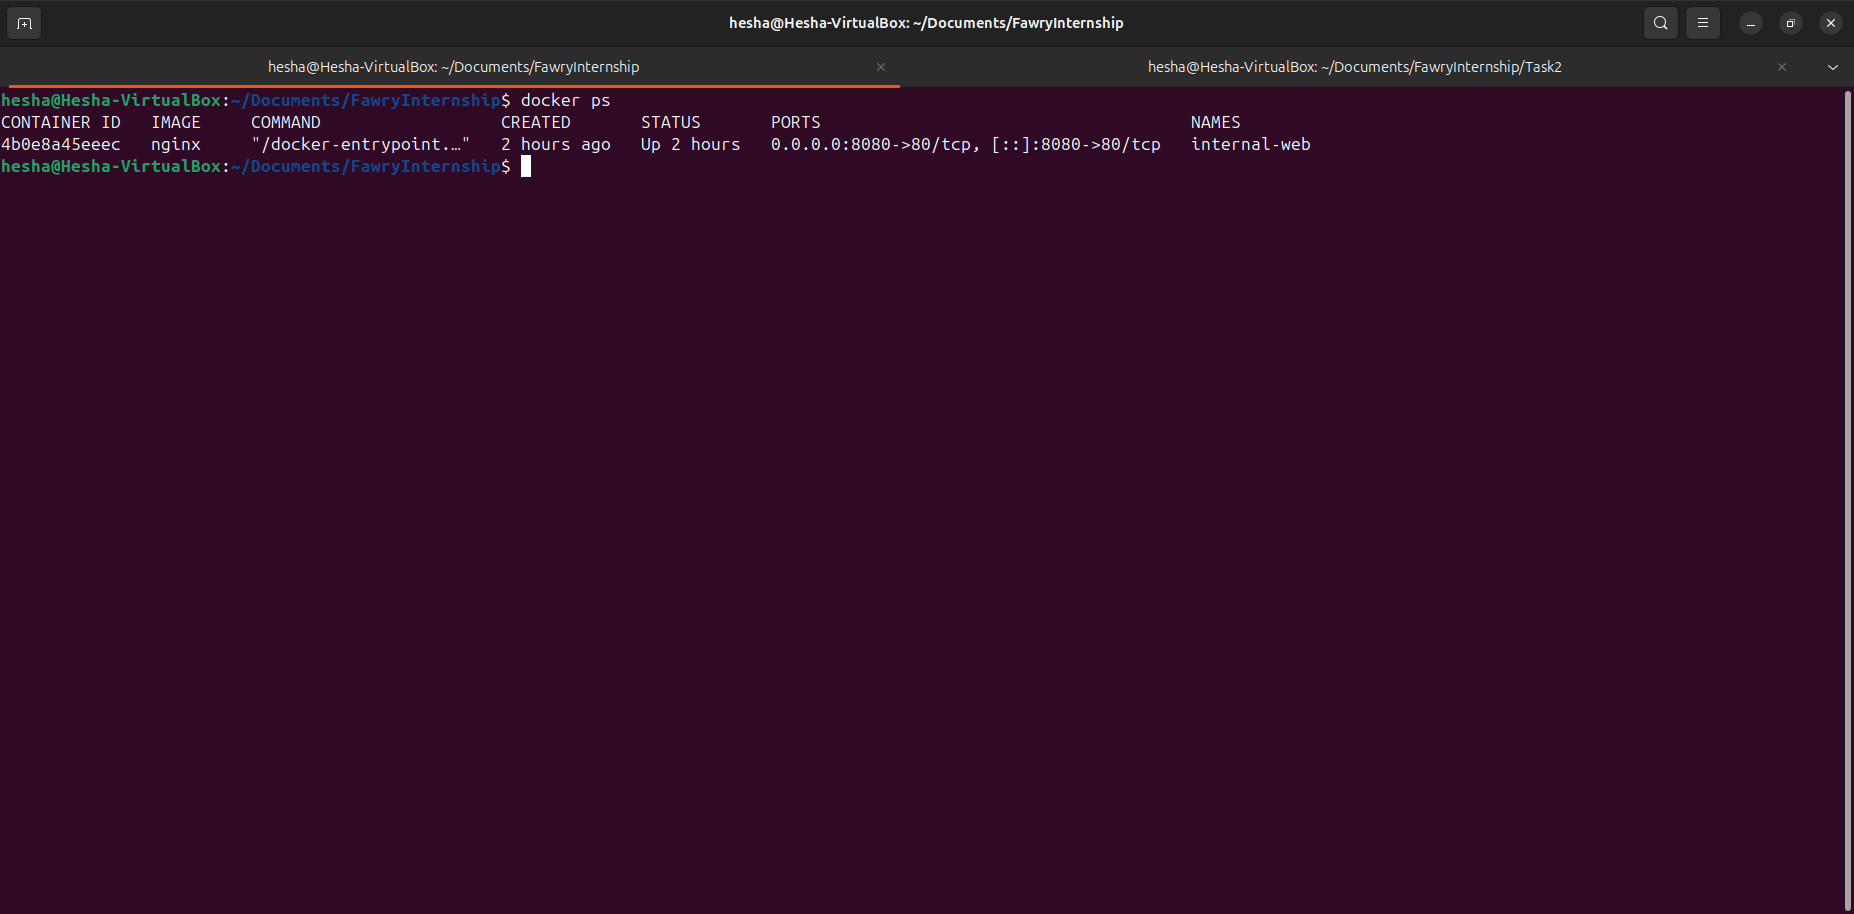 hesha@Hesha-VirtualBox: ~/Documents/FawryInternship
hesha@Hesha-VirtualBox: ~/Documents/FawryInternship
hesha@Hesha-VirtualBox: ~/Documents/FawryInternship/Task2
hesha@Hesha-VirtualBox:~/Documents/FawryInternship$ docker ps
CONTAINER ID   IMAGE     COMMAND                  CREATED       STATUS       PORTS                                     NAMES
4b0e8a45eeec   nginx     "/docker-entrypoint.…"   2 hours ago   Up 2 hours   0.0.0.0:8080->80/tcp, [::]:8080->80/tcp   internal-web
hesha@Hesha-VirtualBox:~/Documents/FawryInternship$